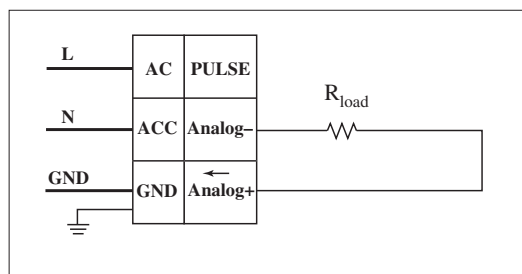 L
AC PULSE
N
ACC Analog–
R_load
GND
GND Analog+